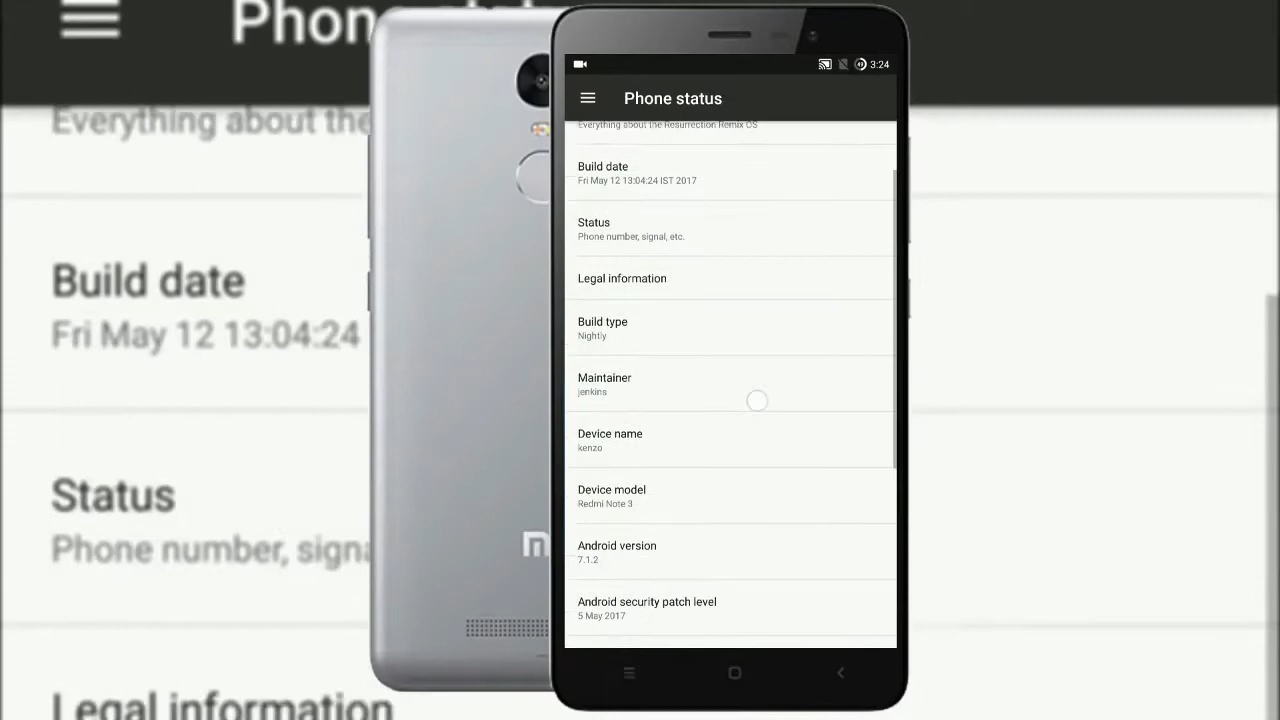 Phone
Everything about the
Build date
Fri May 12 13:04:24
Status
Phone number, signa
Legal information
3:24
Phone status
Everything about the Resurrection Remix OS
Build date
Fri May 12 13:04:24 IST 2017
Status
Phone number, signal, etc.
Legal information
Build type
Nightly
Maintainer
jenkins
Device name
kenzo
Device model
Redmi Note 3
Android version
7.1.2
Android security patch level
5 May 2017